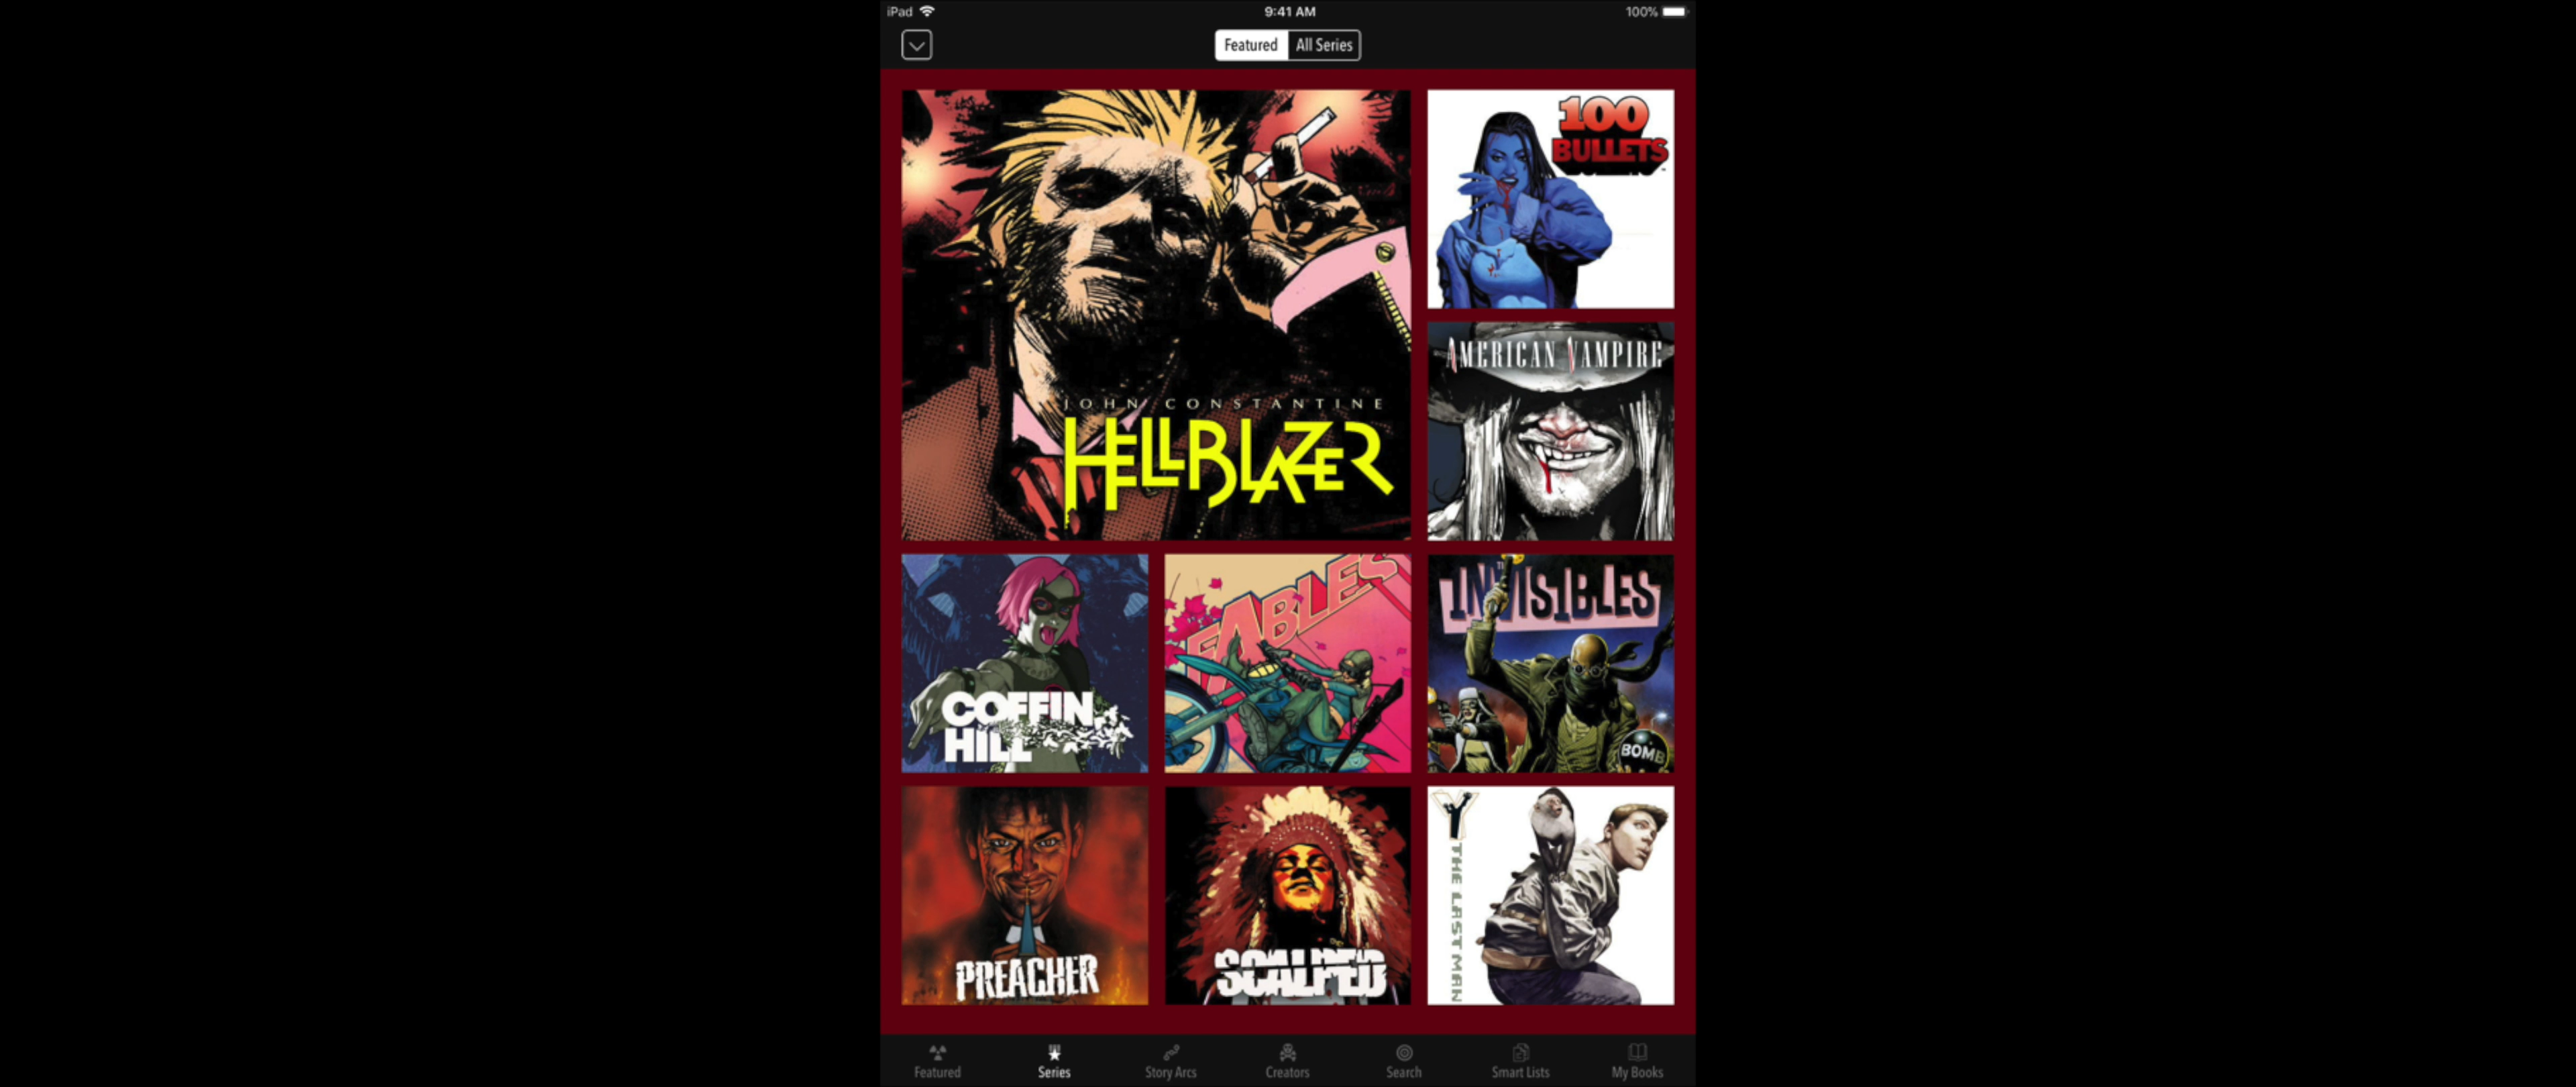 iPad 9:41 AM 100%
Featured All Series
JOHN CONSTANTINE
HELLBLAZER
100
BULLETS
AMERICAN VAMPIRE
COFFIN
HILL
FABLES
INVISIBLES
BOMB
PREACHER
SCALPED
Y
THE LAST MAN
Featured Series Story Arcs Creators Search Smart Lists My Books